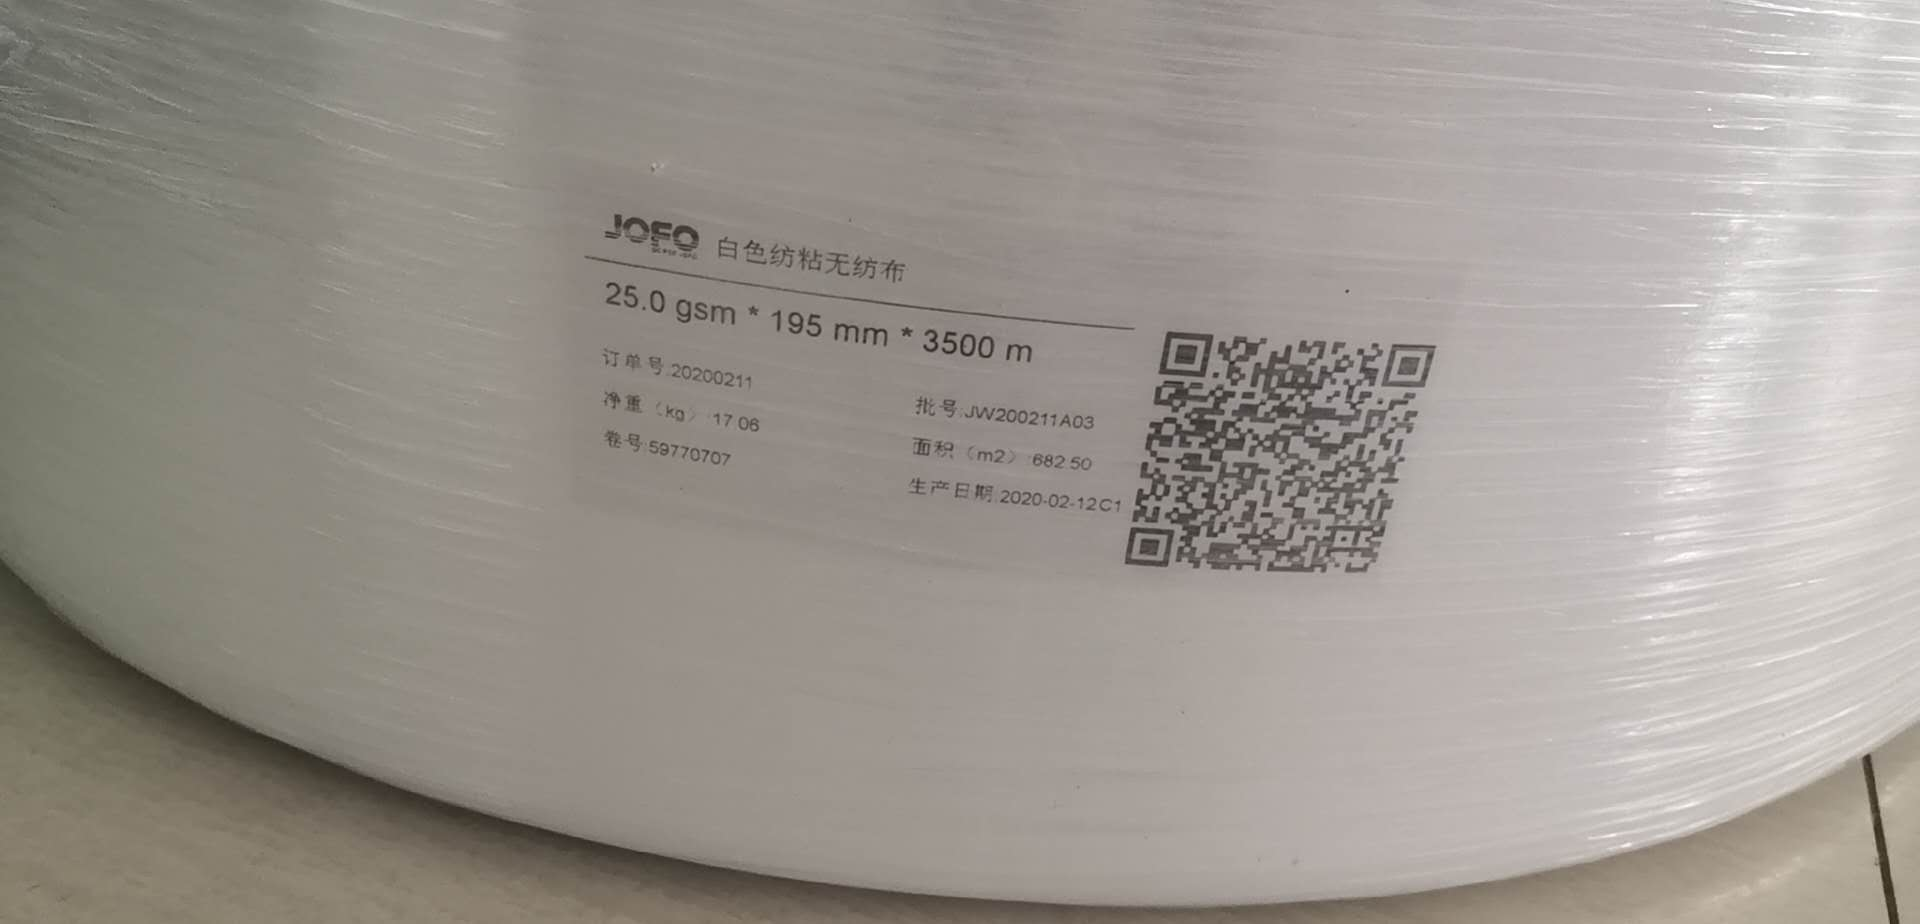 JOFO 白色纺粘无纺布
25.0 gsm * 195 mm * 3500 m
订单号:20200211
批号:JW200211A03
净重（kg）:17.06
面积（m2）:682.50
卷号:59770707
生产日期:2020-02-12C1